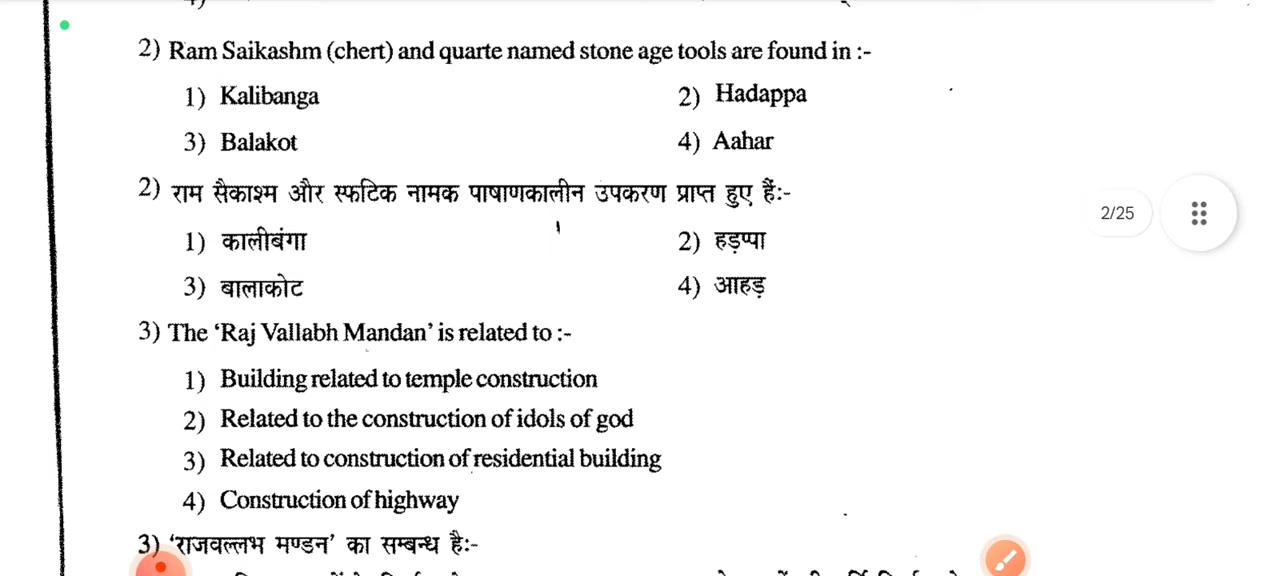 2) Ram Saikashm (chert) and quarte named stone age tools are found in :-
1) Kalibanga 2) Hadappa
3) Balakot 4) Aahar
2) राम सैकाश्म और स्फटिक नामक पाषाणकालीन उपकरण प्राप्त हुए हैं:-
1) कालीबंगा 2) हड़प्पा
3) बालाकोट 4) आहड़
2/25
3) The ‘Raj Vallabh Mandan’ is related to :-
1) Building related to temple construction
2) Related to the construction of idols of god
3) Related to construction of residential building
4) Construction of highway
3) ‘राजवल्लभ मण्डन’ का सम्बन्ध है:-